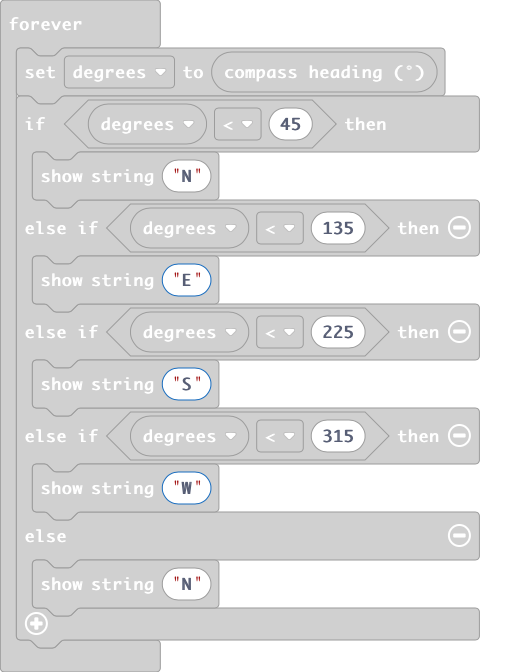 forever
set degrees to compass heading (°)
if degrees < 45 then
show string "N"
else if degrees < 135 then
show string "E"
else if degrees < 225 then
show string "S"
else if degrees < 315 then
show string "W"
else
show string "N"